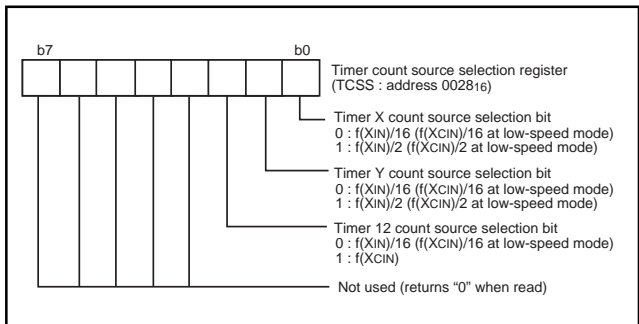 b7 b0
Timer count source selection register
(TCSS : address 002816)
Timer X count source selection bit
0 : f(XIN)/16 (f(XCIN)/16 at low-speed mode)
1 : f(XIN)/2 (f(XCIN)/2 at low-speed mode)
Timer Y count source selection bit
0 : f(XIN)/16 (f(XCIN)/16 at low-speed mode)
1 : f(XIN)/2 (f(XCIN)/2 at low-speed mode)
Timer 12 count source selection bit
0 : f(XIN)/16 (f(XCIN)/16 at low-speed mode)
1 : f(XCIN)
Not used (returns “0” when read)